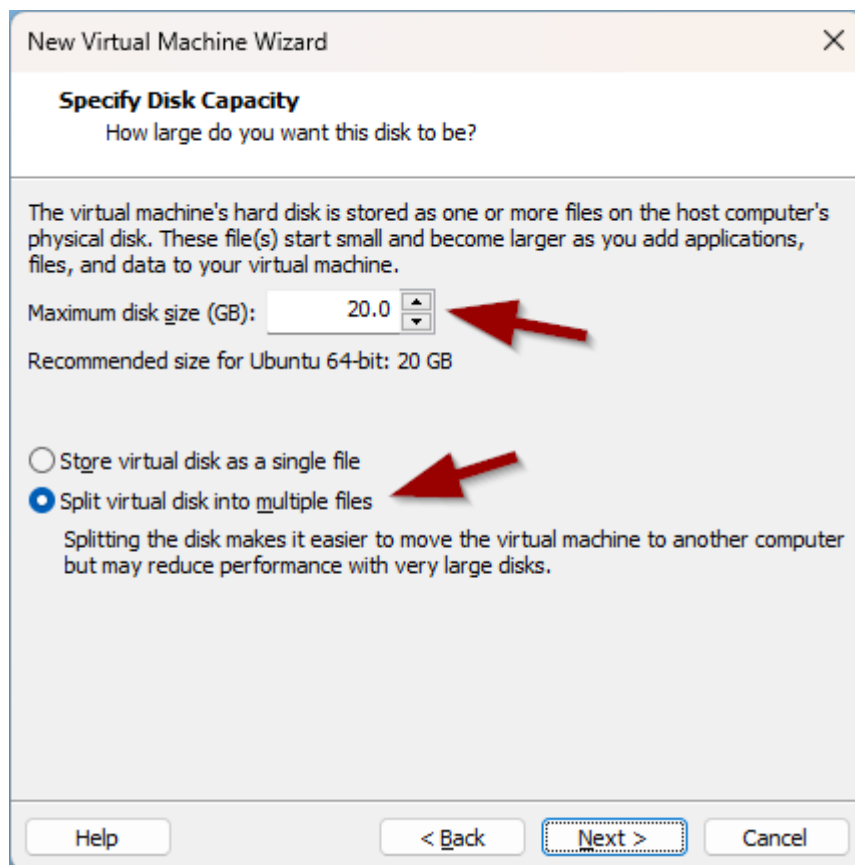 New Virtual Machine Wizard
Specify Disk Capacity
How large do you want this disk to be?
The virtual machine's hard disk is stored as one or more files on the host computer's
physical disk. These file(s) start small and become larger as you add applications,
files, and data to your virtual machine.
Maximum disk size (GB): 20.0
Recommended size for Ubuntu 64-bit: 20 GB
Store virtual disk as a single file
Split virtual disk into multiple files
Splitting the disk makes it easier to move the virtual machine to another computer
but may reduce performance with very large disks.
Help < Back Next > Cancel